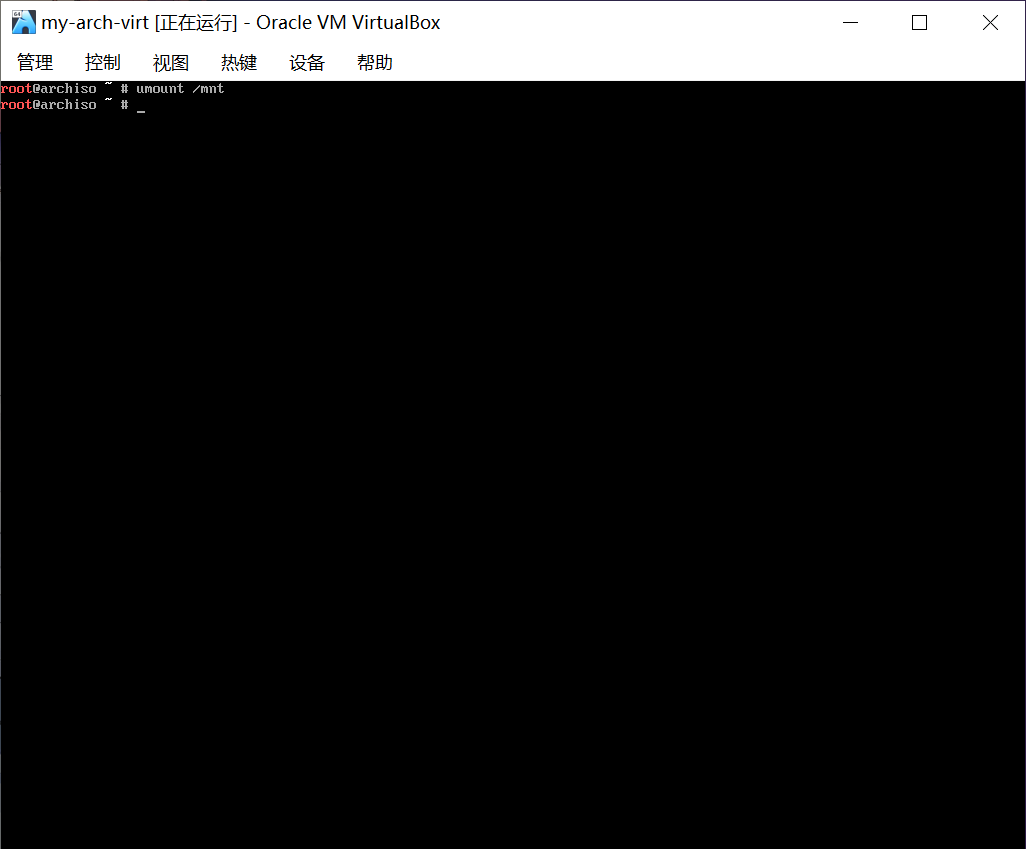 my-arch-virt [正在运行] - Oracle VM VirtualBox
管理 控制 视图 热键 设备 帮助
root@archiso ~ # umount /mnt
root@archiso ~ # _